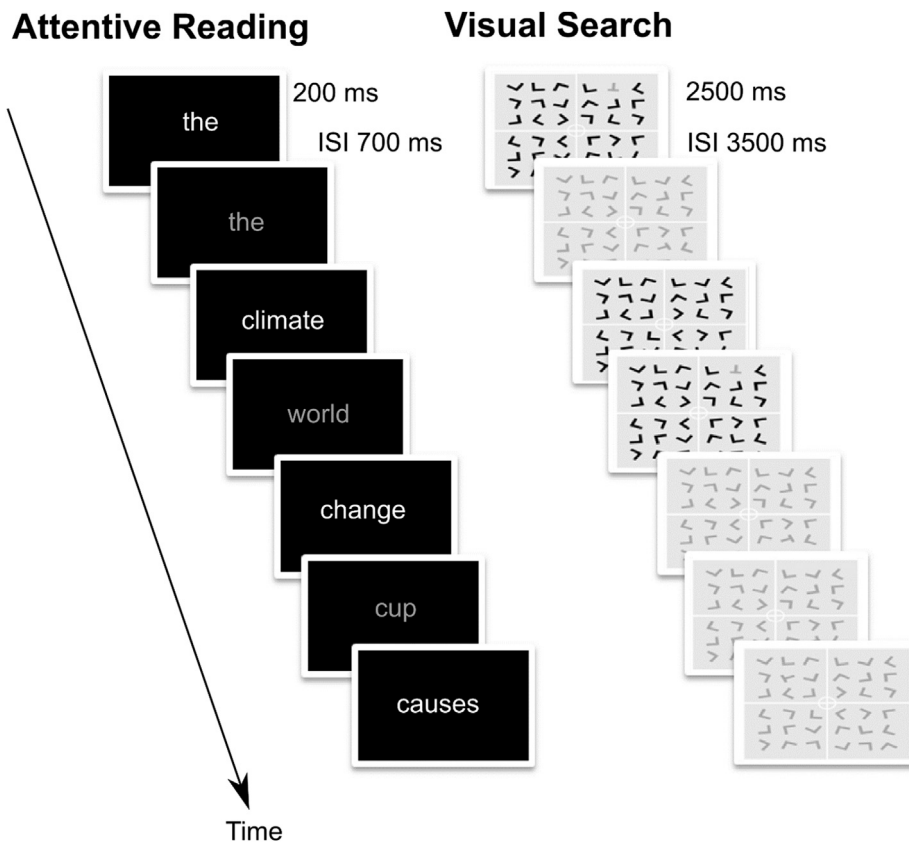 Attentive Reading
Visual Search
the
200 ms
ISI 700 ms
2500 ms
ISI 3500 ms
the
climate
world
change
cup
causes
Time